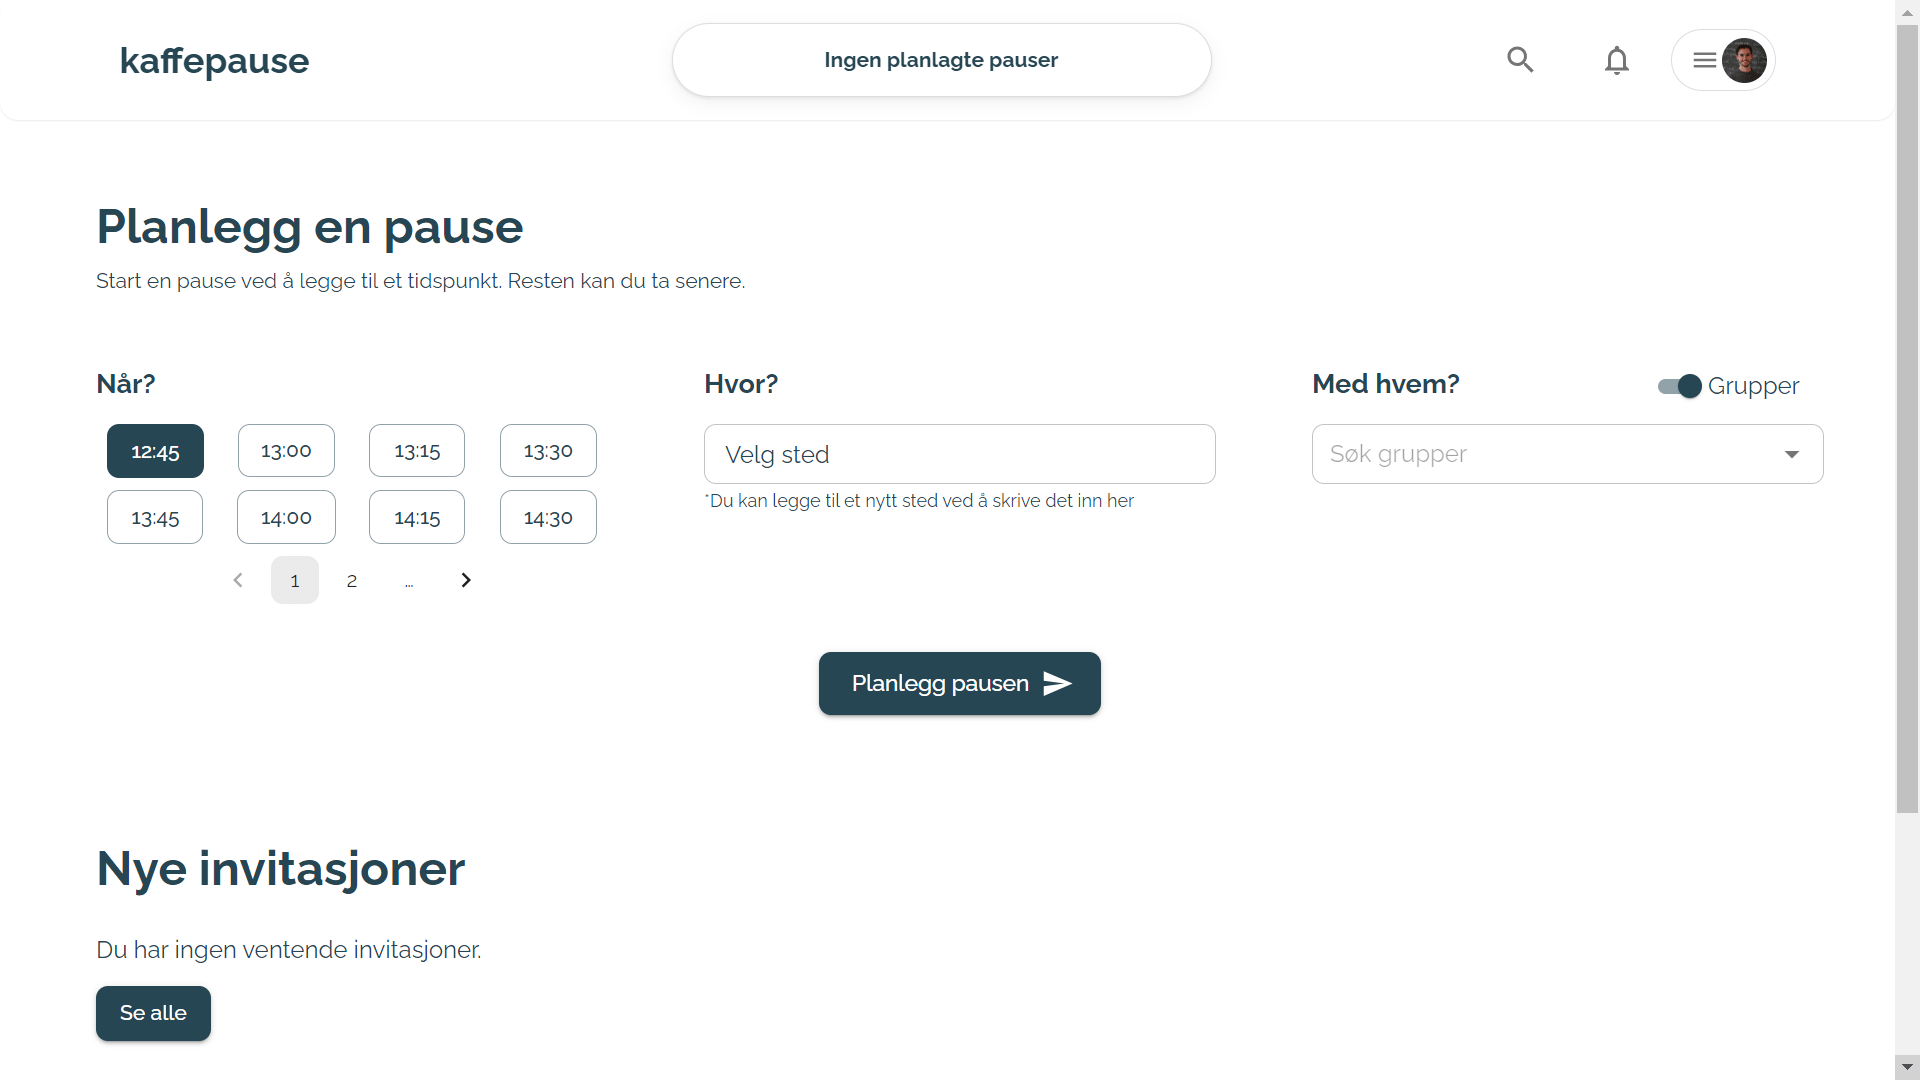 kaffepause
Ingen planlagte pauser
Planlegg en pause
Start en pause ved å legge til et tidspunkt. Resten kan du ta senere.
Når?
12:45 13:00 13:15 13:30
13:45 14:00 14:15 14:30
1 2 ...
Hvor?
Velg sted
*Du kan legge til et nytt sted ved å skrive det inn her
Med hvem?
Grupper
Søk grupper
Planlegg pausen
Nye invitasjoner
Du har ingen ventende invitasjoner.
Se alle